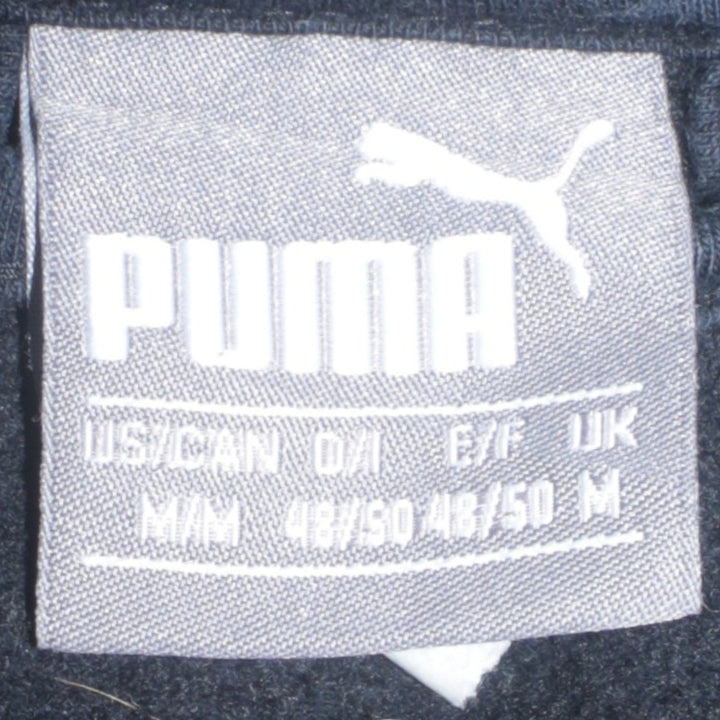 PUMA
US/CAN D/I E/F UK
M/M 48/50 48/50 M